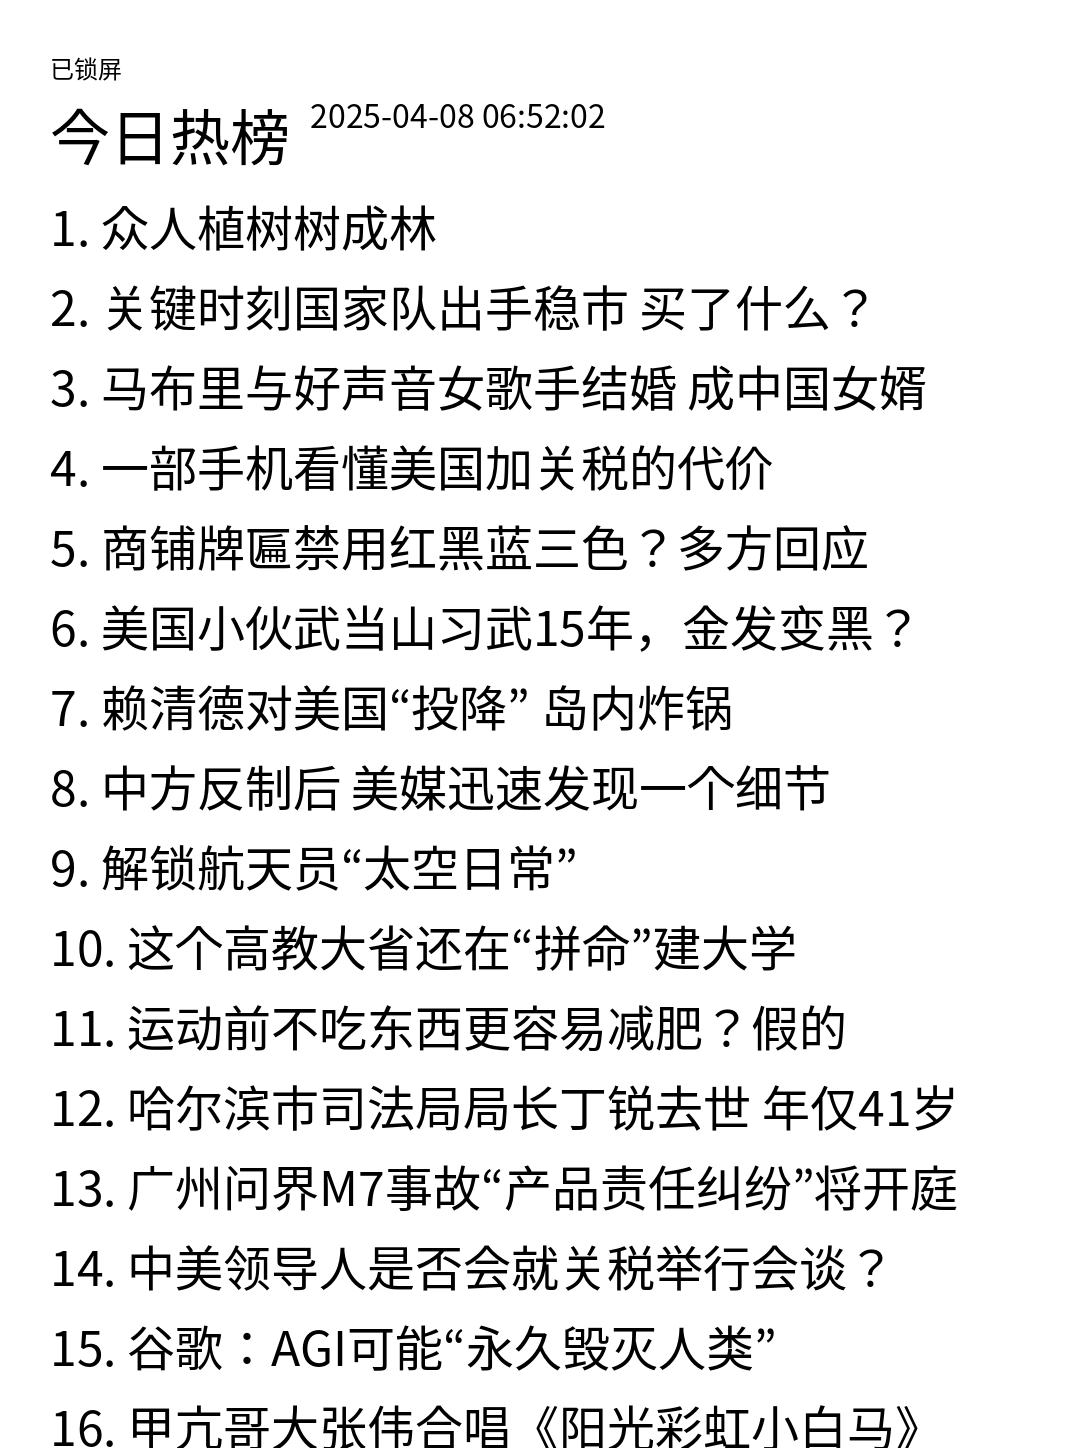 已锁屏
今日热榜 2025-04-08 06:52:02
1. 众人植树树成林
2. 关键时刻国家队出手稳市 买了什么？
3. 马布里与好声音女歌手结婚 成中国女婿
4. 一部手机看懂美国加关税的代价
5. 商铺牌匾禁用红黑蓝三色？多方回应
6. 美国小伙武当山习武15年，金发变黑？
7. 赖清德对美国“投降” 岛内炸锅
8. 中方反制后 美媒迅速发现一个细节
9. 解锁航天员“太空日常”
10. 这个高教大省还在“拼命”建大学
11. 运动前不吃东西更容易减肥？假的
12. 哈尔滨市司法局局长丁锐去世 年仅41岁
13. 广州问界M7事故“产品责任纠纷”将开庭
14. 中美领导人是否会就关税举行会谈？
15. 谷歌：AGI可能“永久毁灭人类”
16. 甲亢哥大张伟合唱《阳光彩虹小白马》